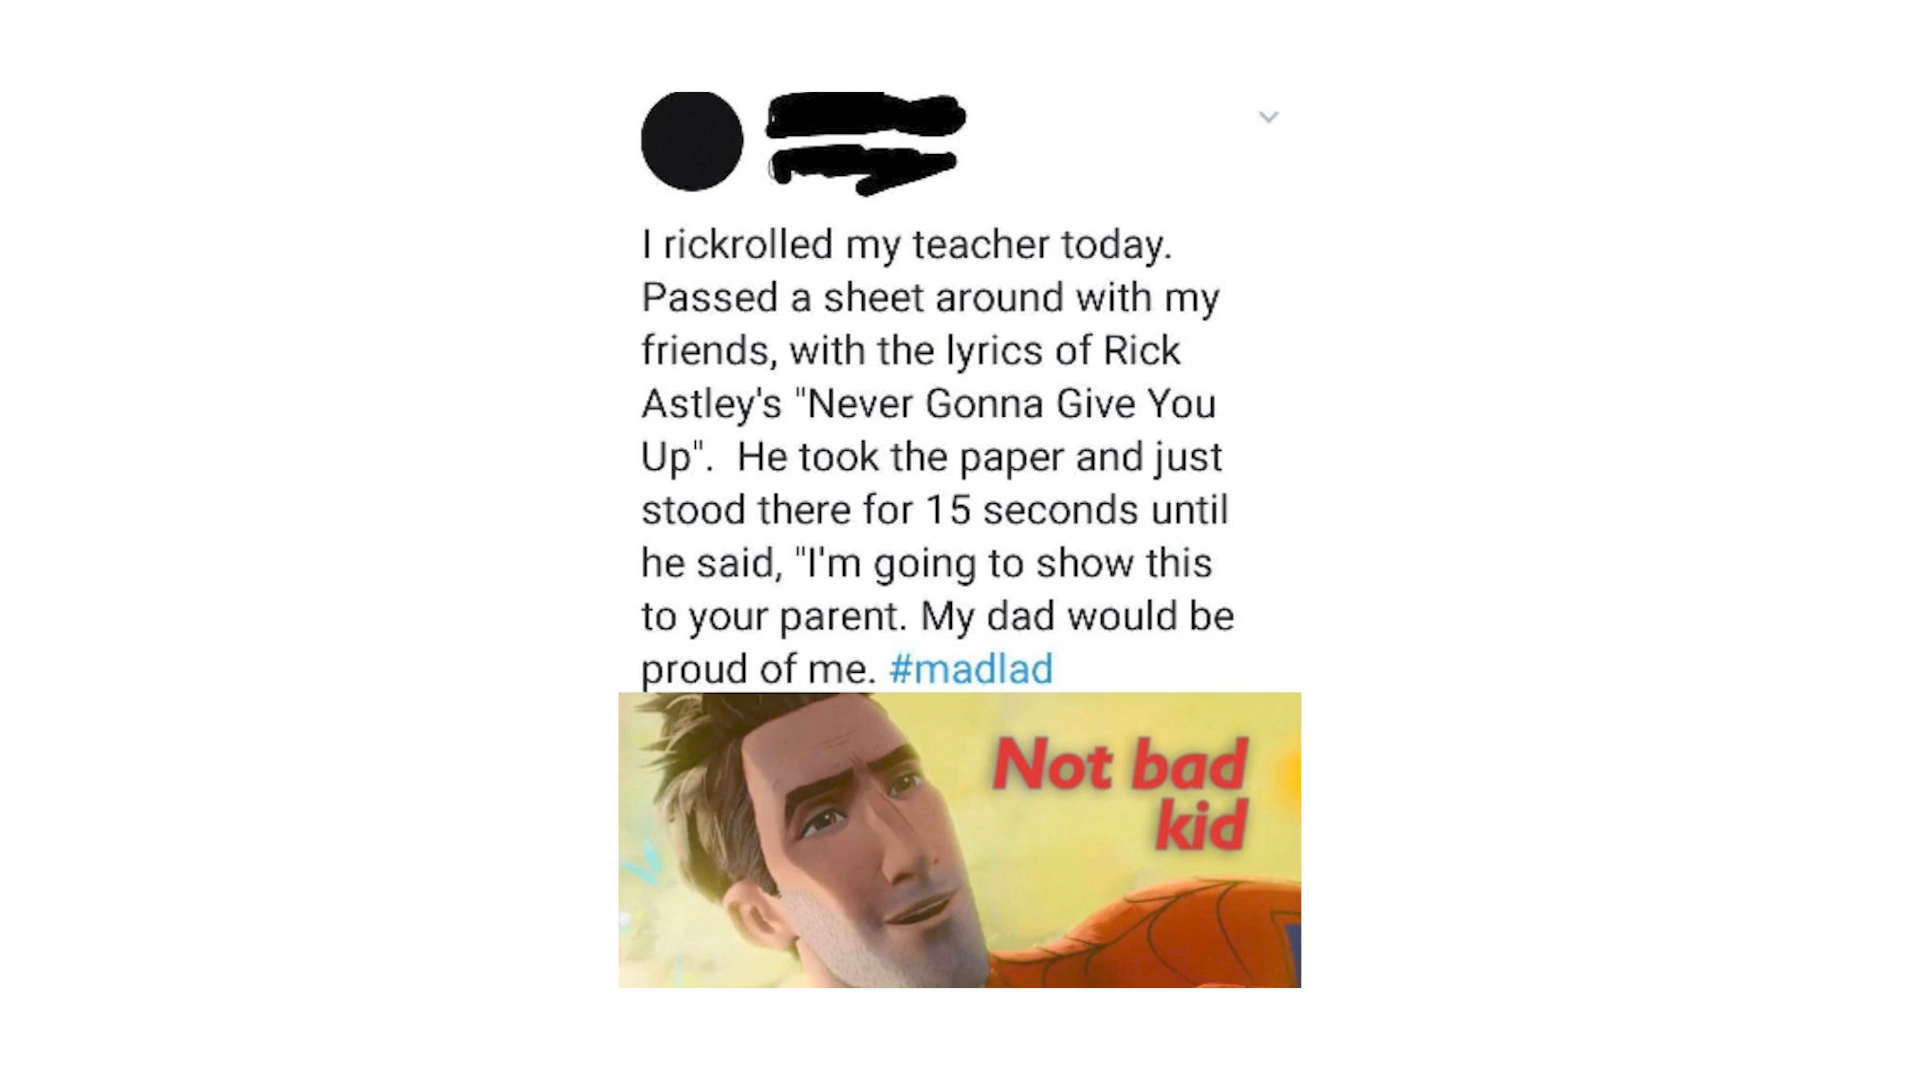 I rickrolled my teacher today.
Passed a sheet around with my
friends, with the lyrics of Rick
Astley's "Never Gonna Give You
Up".  He took the paper and just
stood there for 15 seconds until
he said, "I'm going to show this
to your parent. My dad would be
proud of me. #madlad
Not bad
kid